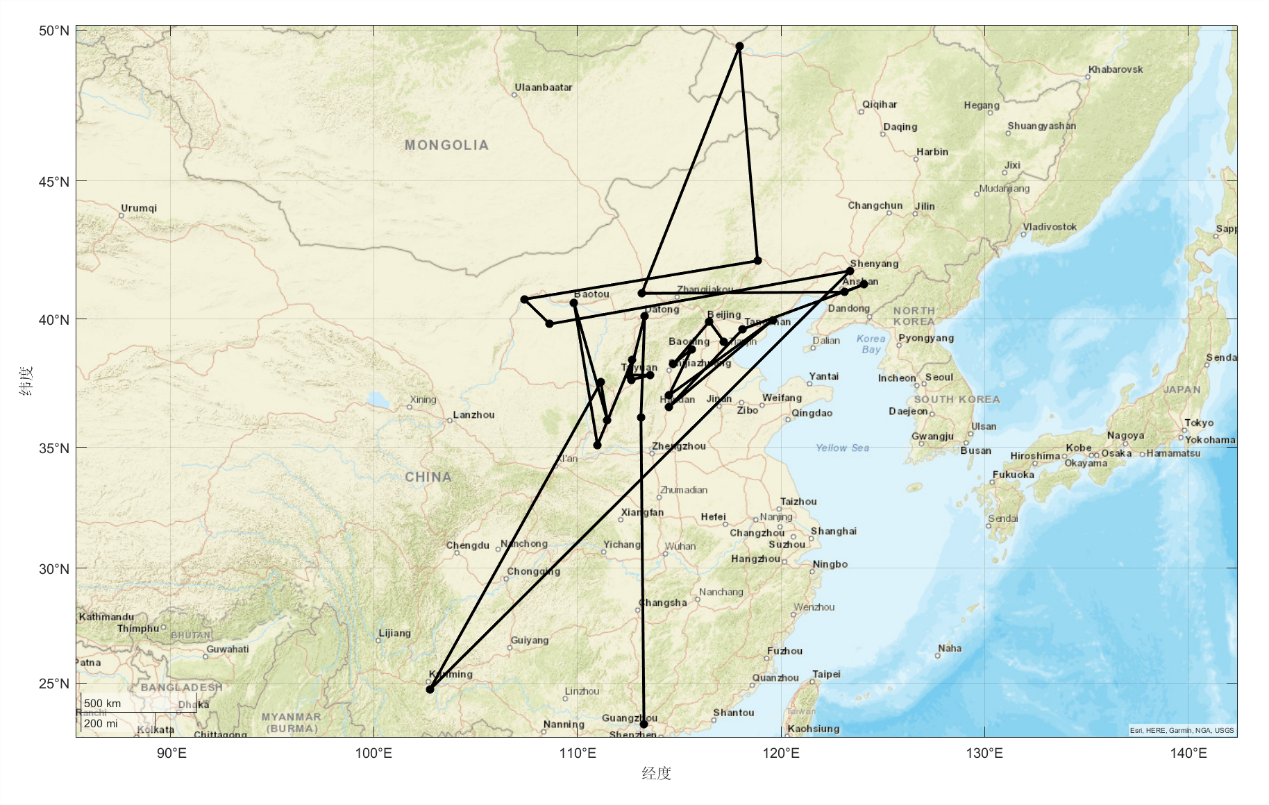 50°N
45°N
40°N
35°N
30°N
25°N
纬度
90°E
100°E
110°E
120°E
130°E
140°E
经度
Khabarovsk
Ulaanbaatar
Qiqihar
Hegang
Daqing
Shuangyashan
MONGOLIA
Harbin
Jixi
Mudanjiang
Urumqi
Changchun
Jilin
Vladivostok
Sapp
Shenyang
Anshan
Baotou
Zhangjiakou
Datong
Beijing
Tangshan
Dandong
NORTH
KOREA
Baoding
Tianjin
Dalian
Korea
Bay
Pyongyang
Senda
Taiyuan
Yantai
Incheon
Seoul
JAPAN
Xining
Lanzhou
Handan
Jinan
Zibo
Weifang
Qingdao
SOUTH KOREA
Daejeon
Gwangju
Ulsan
Busan
Tokyo
Yokohama
Nagoya
Kobe
Hiroshima
Osaka
Okayama
Hamamatsu
Fukuoka
Sendai
Zhengzhou
Yellow Sea
Xi'an
CHINA
Zhumadian
Xiangfan
Hefei
Taizhou
Nanjing
Changzhou
Shanghai
Suzhou
Chengdu
Nanchong
Yichang
Wuhan
Hangzhou
Ningbo
Chongqing
Nanchang
Changsha
Wenzhou
Kathmandu
Thimphu
BHUTAN
Guwahati
Lijiang
Guiyang
Naha
Fuzhou
Patna
Kunming
Quanzhou
Taipei
BANGLADESH
Linzhou
500 km
200 mi
Ranchi
Dhaka
Kolkata
Chittagong
MYANMAR
(BURMA)
Nanning
Guangzhou
Shenzhen
Shantou
Taiwan
Kaohsiung
Esri, HERE, Garmin, NGA, USGS